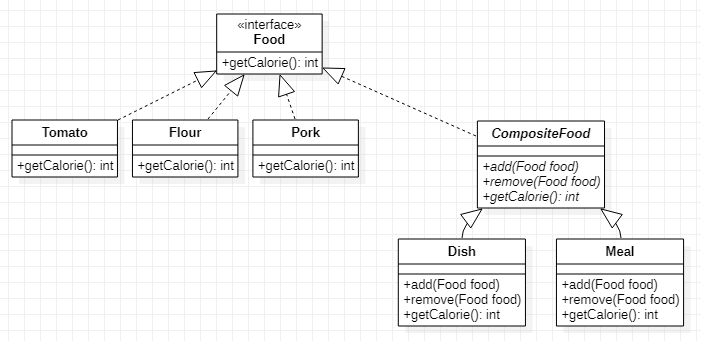 «interface»
Food
+getCalorie(): int
Tomato
+getCalorie(): int
Flour
+getCalorie(): int
Pork
+getCalorie(): int
CompositeFood
+add(Food food)
+remove(Food food)
+getCalorie(): int
Dish
+add(Food food)
+remove(Food food)
+getCalorie(): int
Meal
+add(Food food)
+remove(Food food)
+getCalorie(): int